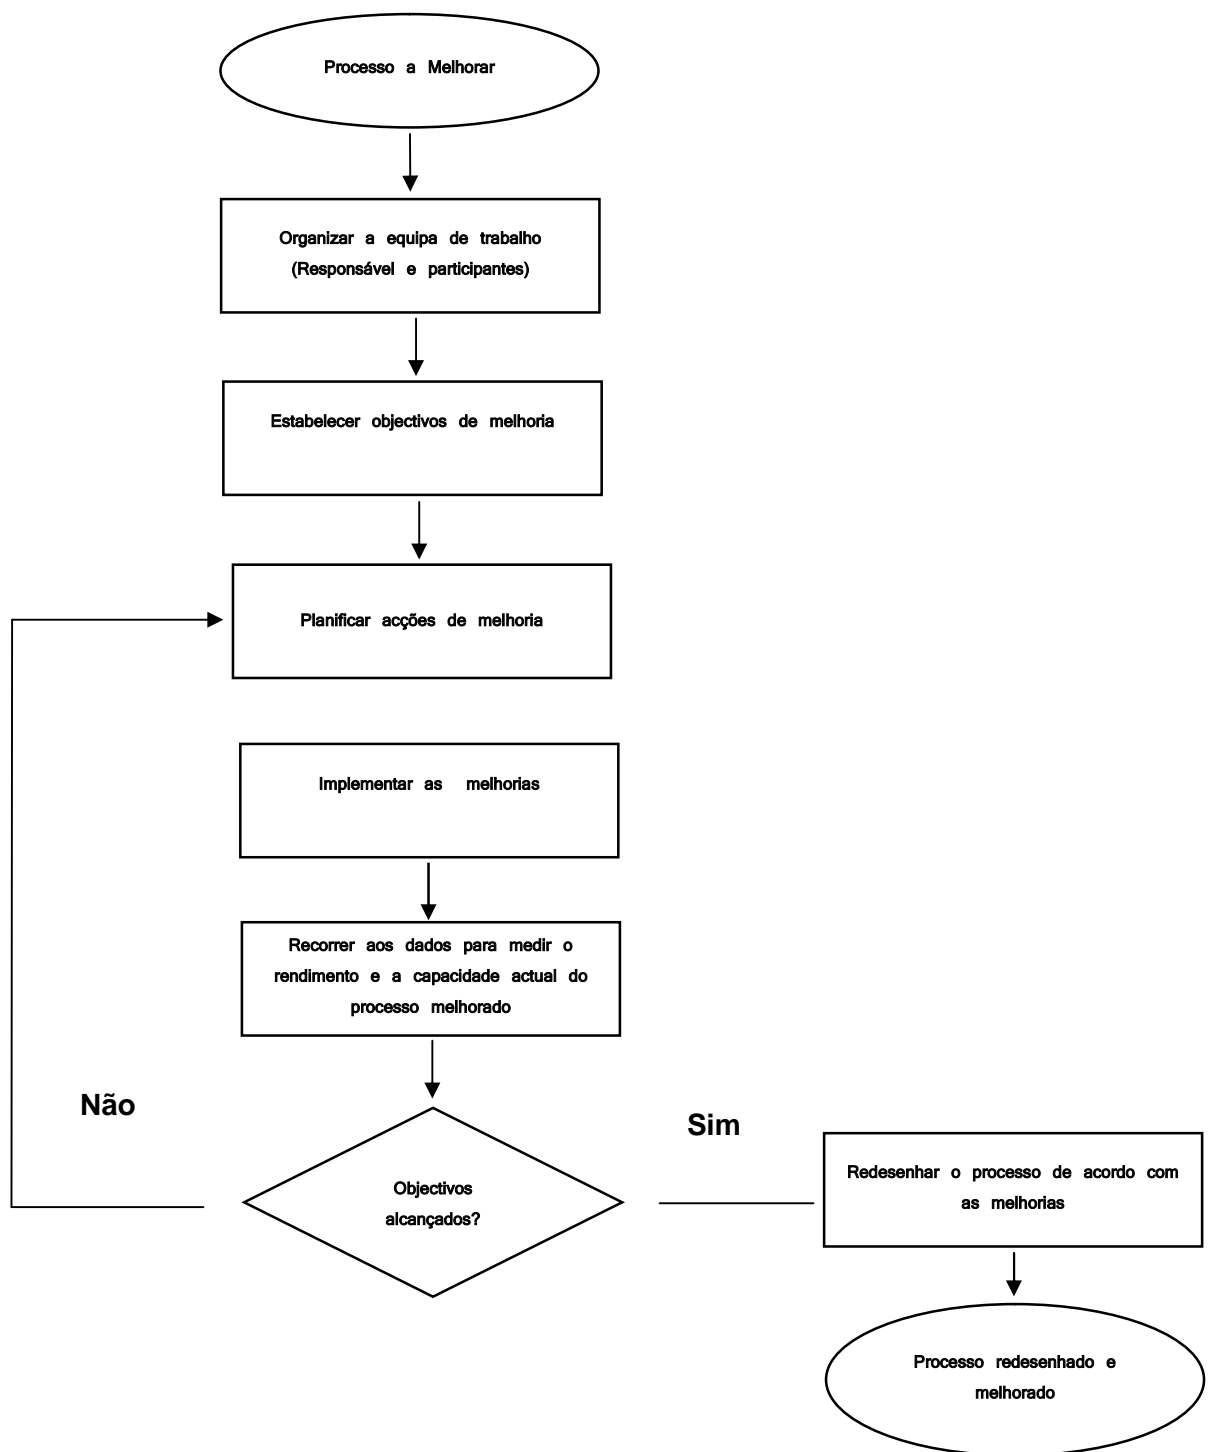 Processo a Melhorar
Organizar a equipa de trabalho
(Responsável e participantes)
Estabelecer objectivos de melhoria
Planificar acções de melhoria
Implementar as melhorias
Recorrer aos dados para medir o
rendimento e a capacidade actual do
processo melhorado
Não
Objectivos
alcançados?
Sim
Redesenhar o processo de acordo com
as melhorias
Processo redesenhado e
melhorado